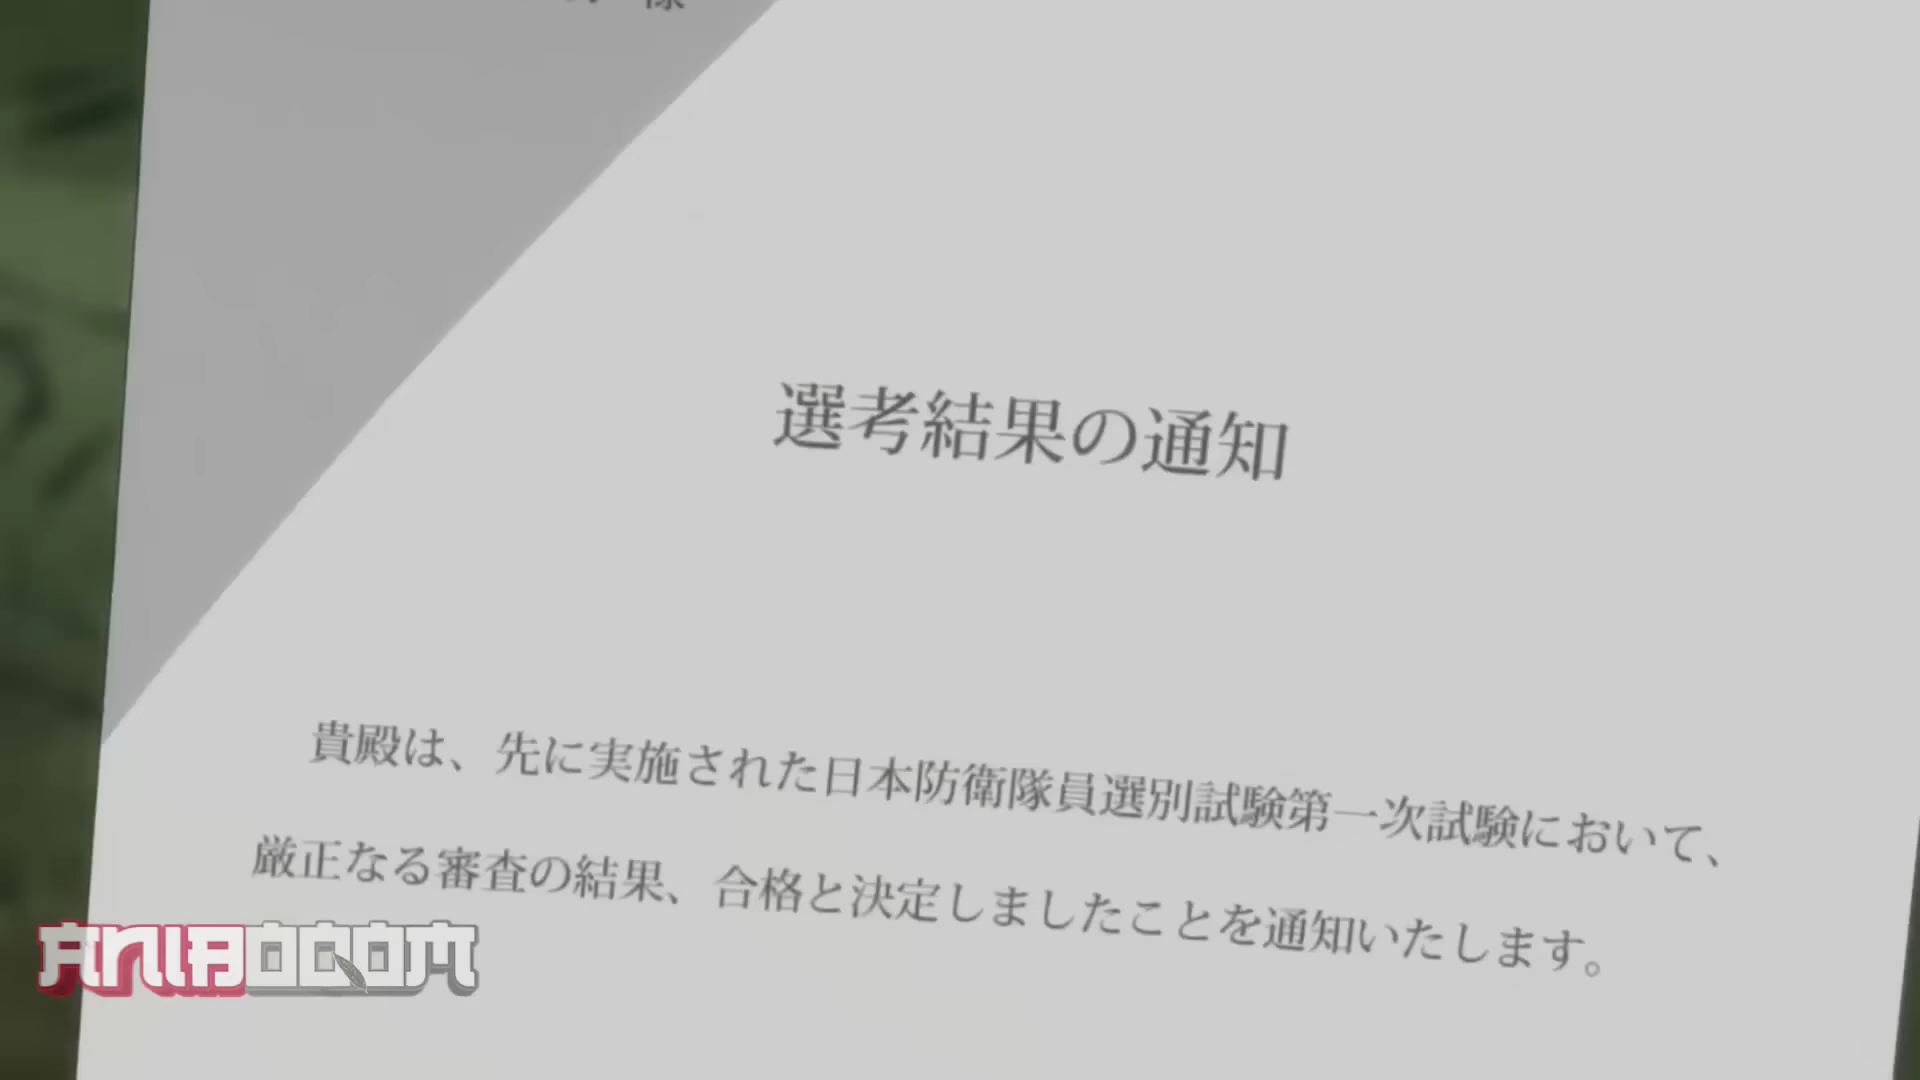 様
選考結果の通知
貴殿は、先に実施された日本防衛隊員選別試験第一次試験において、
厳正なる審査の結果、合格と決定しましたことを通知いたします。
ANIBOCOM